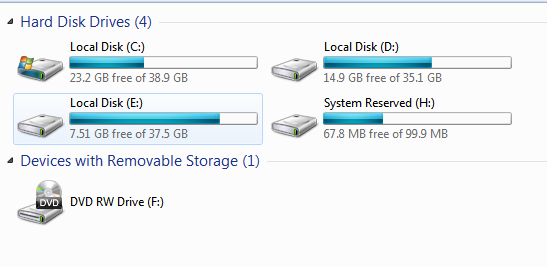 Hard Disk Drives (4)
Local Disk (C:)
23.2 GB free of 38.9 GB
Local Disk (D:)
14.9 GB free of 35.1 GB
Local Disk (E:)
7.51 GB free of 37.5 GB
System Reserved (H:)
67.8 MB free of 99.9 MB
Devices with Removable Storage (1)
DVD
DVD RW Drive (F:)